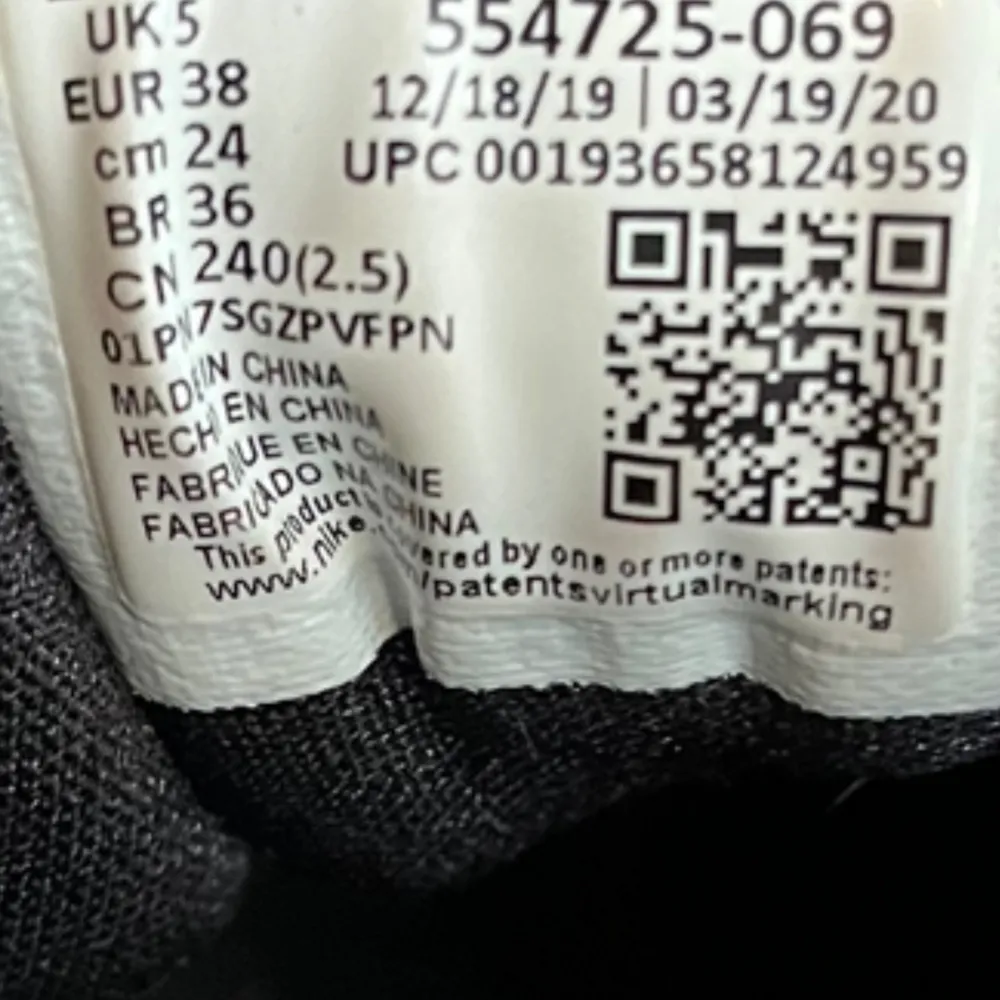 UK 5
EUR 38
cm 24
BR 36
CN 240(2.5)
554725-069
12/18/19 | 03/19/20
UPC 00193658124959
7SGZPVFPN
MADE IN CHINA
HECHO EN CHINA
FABRIQUE EN CHINE
FABRICADO NA CHINA
This product is covered by one or more patents:
www.nike.com/patentsvirtualmarking